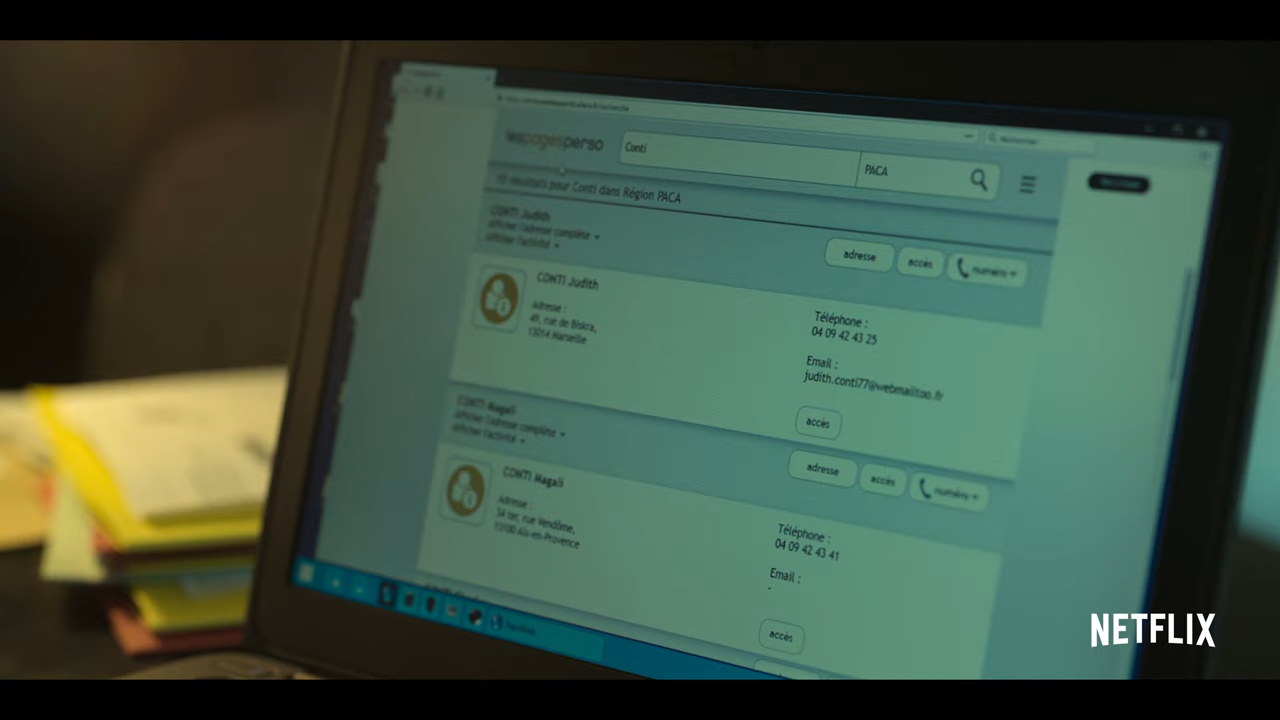 lespagesperso
Conti
PACA
10 résultats pour Conti dans Région PACA
CONTI Judith
afficher l'adresse complète
afficher l'activité
adresse
accès
numéro
CONTI Judith
Adresse :
49, rue de Biskra,
13014 Marseille
Téléphone :
04 09 42 43 25
Email :
judith.conti77@webmailtoo.fr
accès
CONTI Magali
afficher l'adresse complète
afficher l'activité
adresse
accès
numéro
CONTI Magali
Adresse :
34 ter, rue Vendôme,
13100 Aix-en-Provence
Téléphone :
04 09 42 43 41
Email :
-
accès
NETFLIX